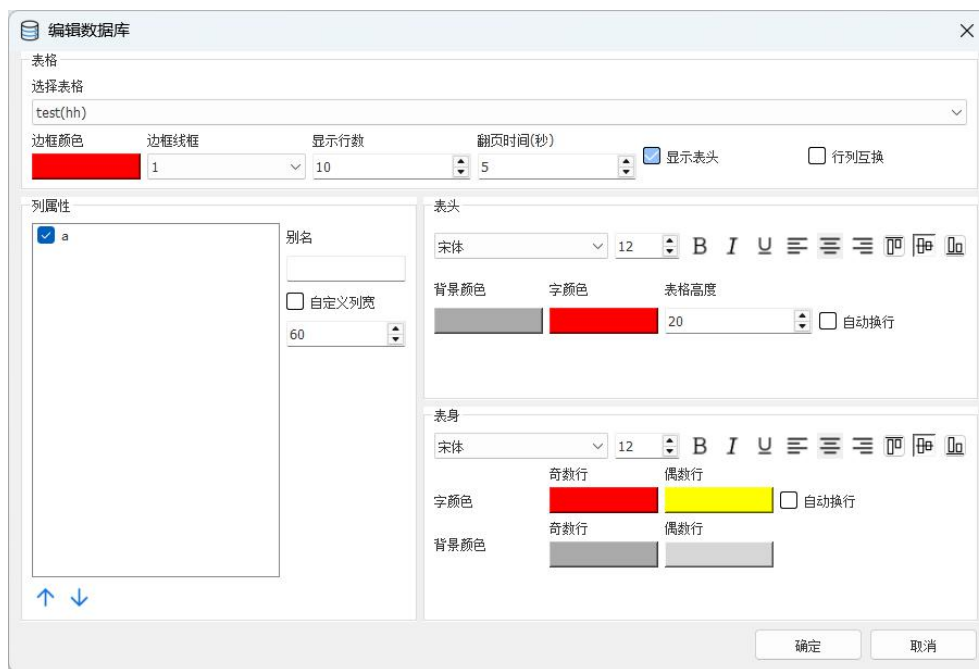 编辑数据库
表格
选择表格
test(hh)
边框颜色 边框线框 显示行数 翻页时间(秒)
1 10 5 显示表头 行列互换
列属性
a
别名
自定义列宽
60
表头
宋体 12 B I U
背景颜色 字颜色 表格高度
20 自动换行
表身
宋体 12 B I U
奇数行 偶数行
字颜色 自动换行
奇数行 偶数行
背景颜色
确定 取消